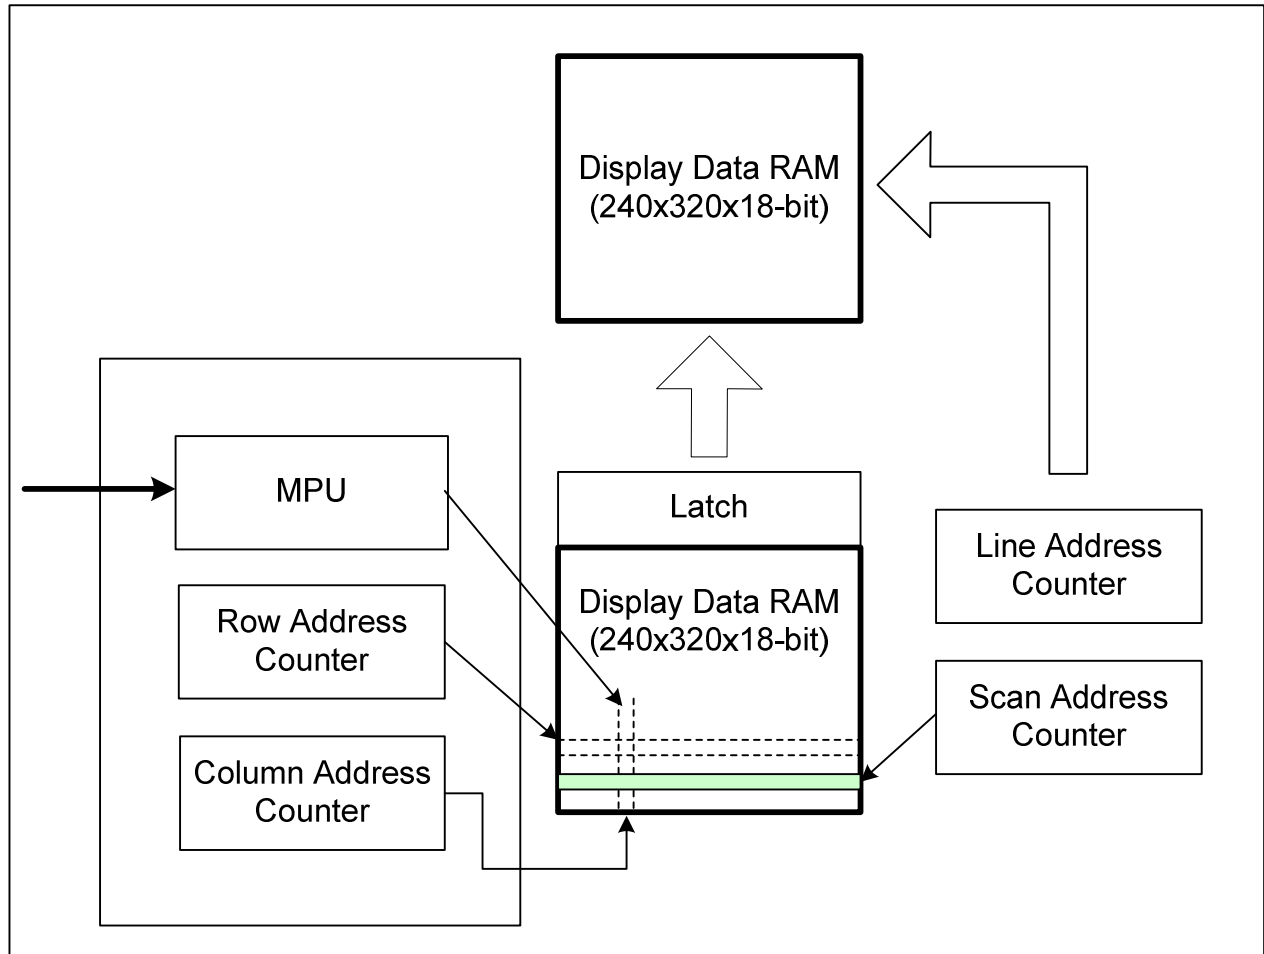 Display Data RAM
(240x320x18-bit)
MPU
Latch
Row Address
Counter
Display Data RAM
(240x320x18-bit)
Line Address
Counter
Column Address
Counter
Scan Address
Counter